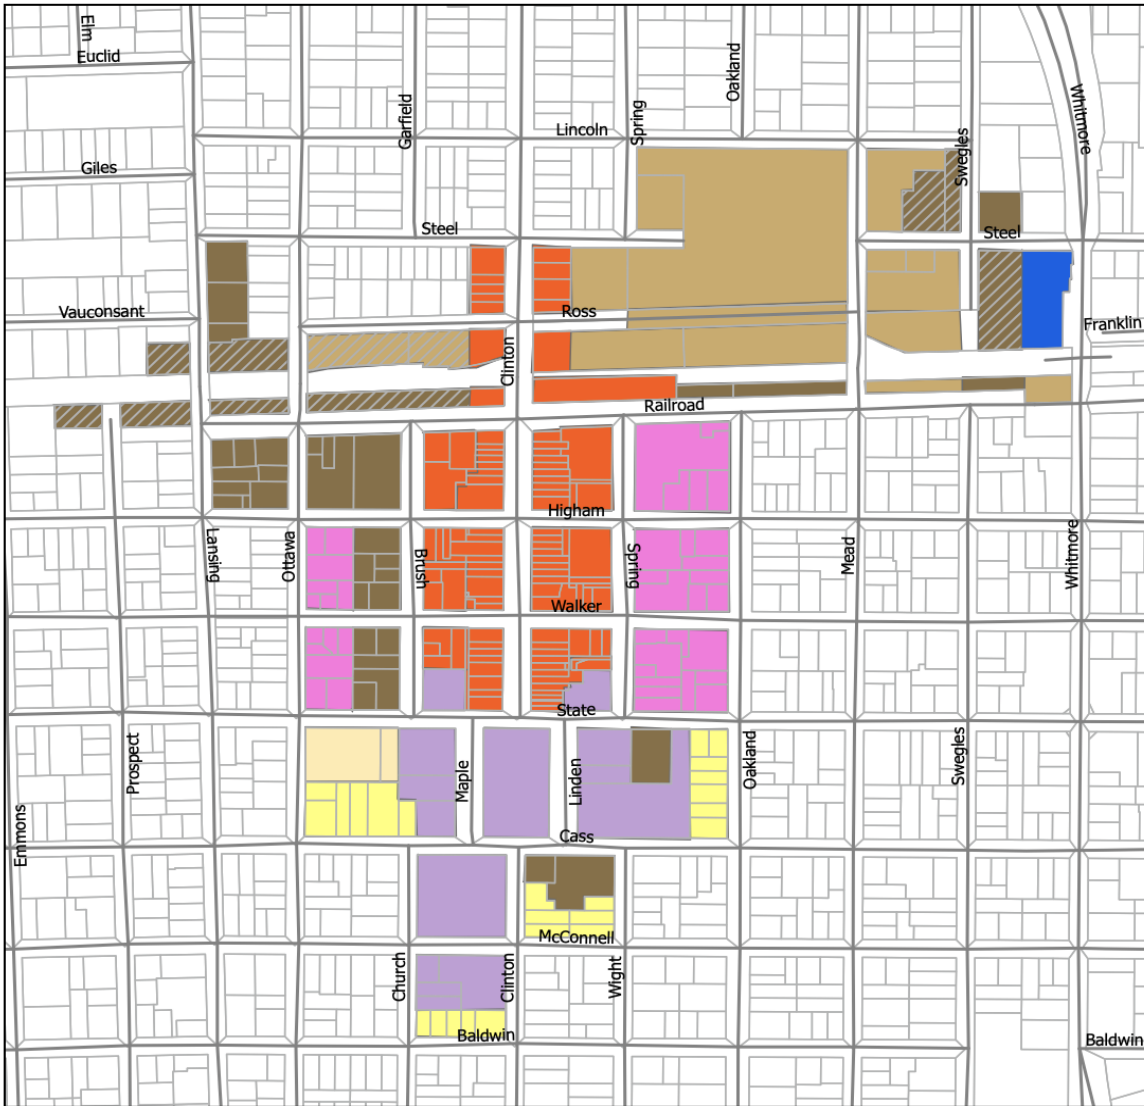 Elm
Euclid
Oakland
Garfield
Spring
Whitmore
Lincoln
Giles
Swegles
Steel
Steel
Vauconsant
Ross
Franklin
Clinton
Railroad
Higham
Lansing
Ottawa
Brush
Spring
Mead
Whitmore
Walker
State
Prospect
Maple
Linden
Oakland
Swegles
Emmons
Cass
McConnell
Church
Clinton
Wight
Baldwin
Baldwin